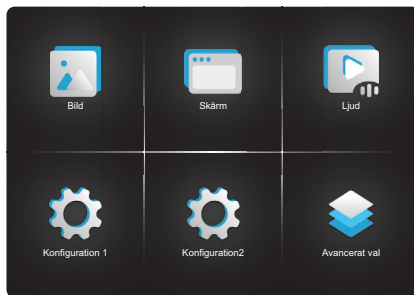 Bild
Skärm
Ljud
Konfiguration 1
Konfiguration2
Avancerat val